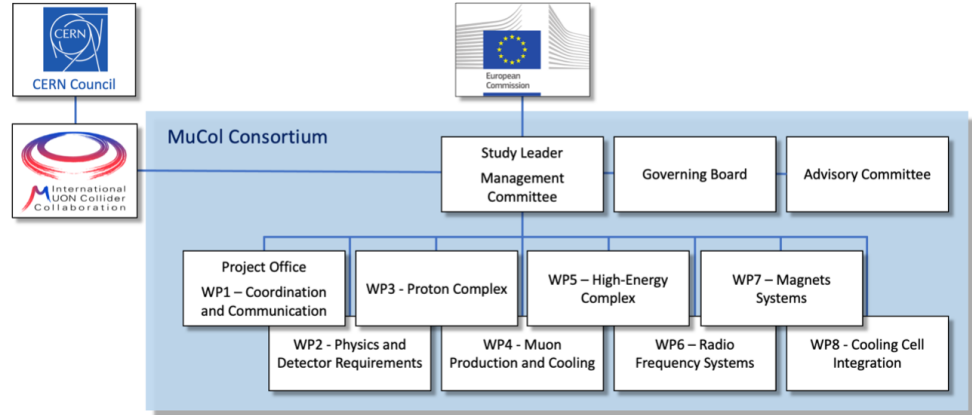 CERN
CERN Council
European
Commission
International
MUON Collider
Collaboration
MuCol Consortium
Study Leader
Management
Committee
Governing Board
Advisory Committee
Project Office
WP1 – Coordination
and Communication
WP3 - Proton Complex
WP5 – High-Energy
Complex
WP7 – Magnets
Systems
WP2 - Physics and
Detector Requirements
WP4 - Muon
Production and Cooling
WP6 – Radio
Frequency Systems
WP8 - Cooling Cell
Integration